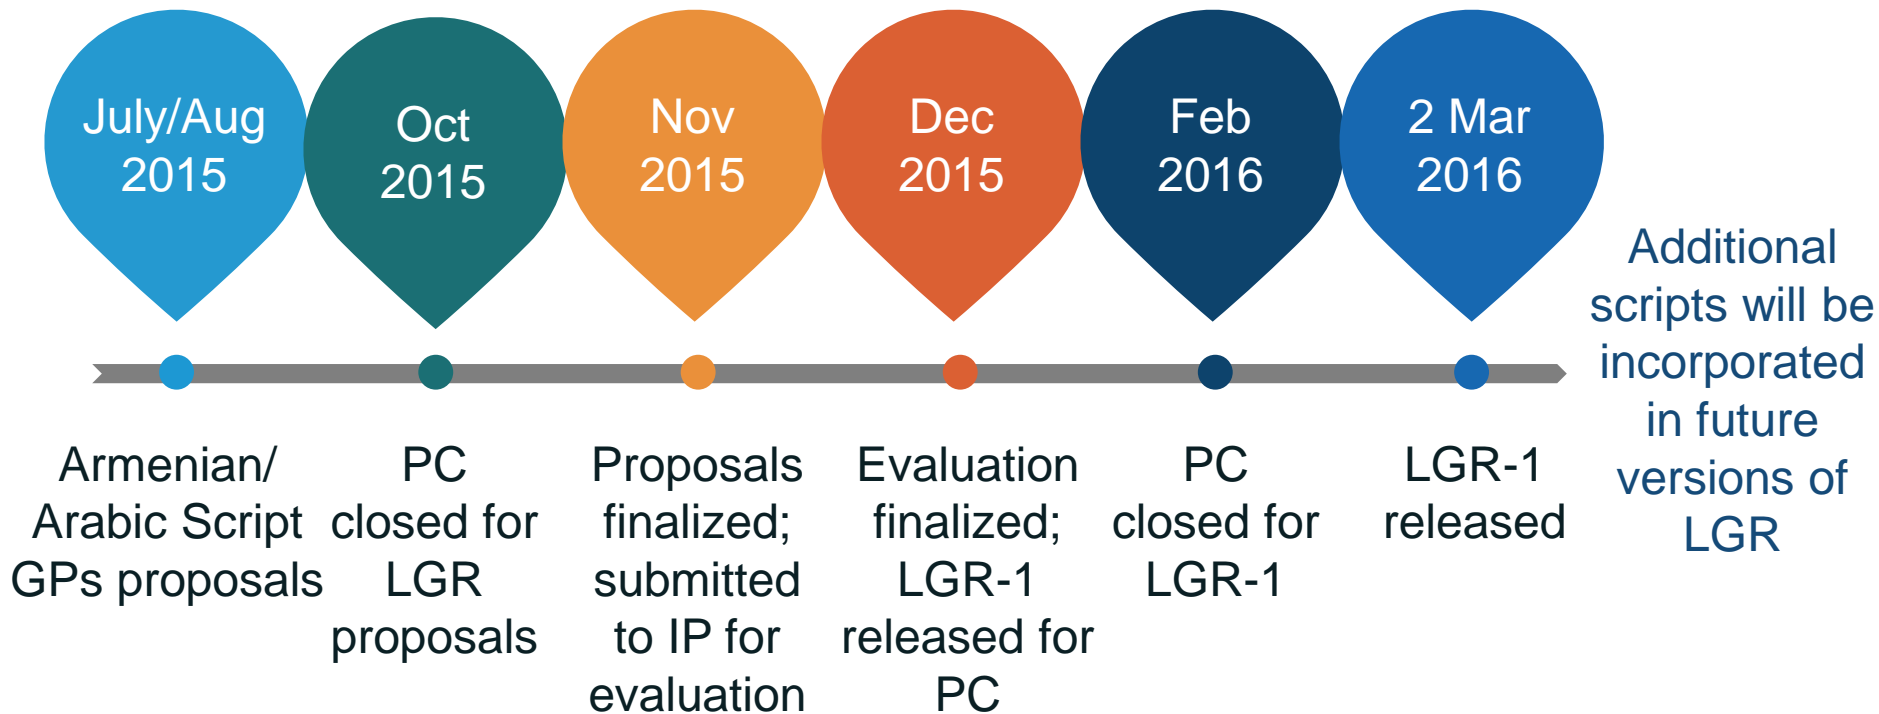 July/Aug
2015
Oct
2015
Nov
2015
Dec
2015
Feb
2016
2 Mar
2016
Armenian/
Arabic Script
GPs proposals
PC
closed for
LGR
proposals
Proposals
finalized;
submitted
to IP for
evaluation
Evaluation
finalized;
LGR-1
released for
PC
PC
closed for
LGR-1
LGR-1
released
Additional
scripts will be
incorporated
in future
versions of
LGR